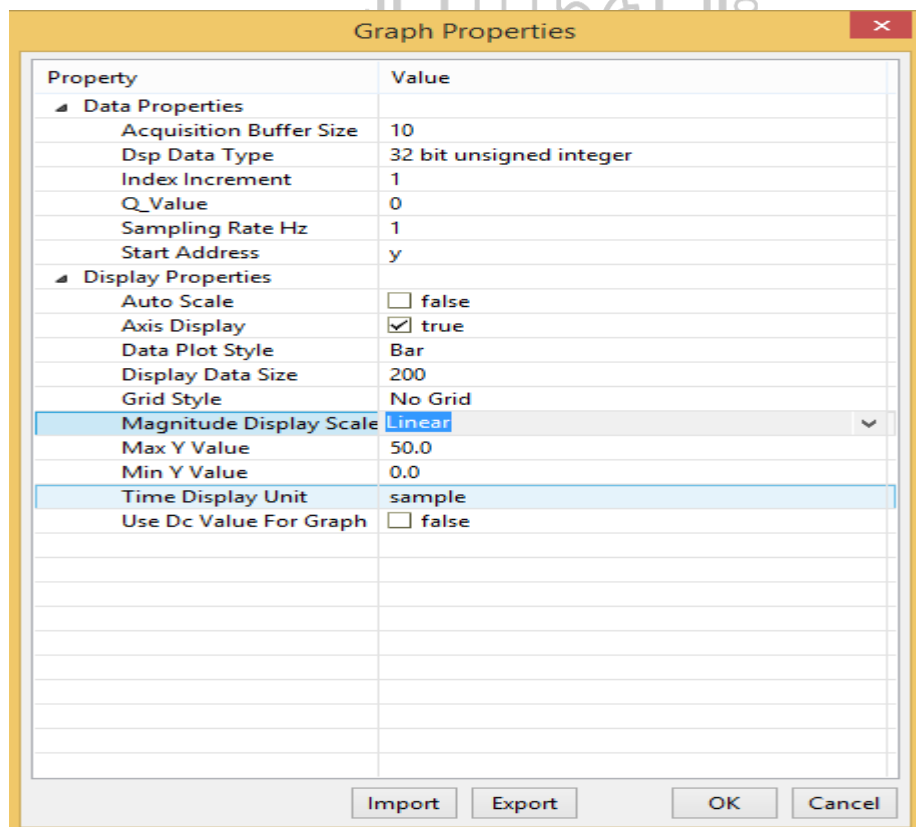 Graph Properties
Property Value
Data Properties
Acquisition Buffer Size 10
Dsp Data Type 32 bit unsigned integer
Index Increment 1
Q_Value 0
Sampling Rate Hz 1
Start Address y
Display Properties
Auto Scale false
Axis Display true
Data Plot Style Bar
Display Data Size 200
Grid Style No Grid
Magnitude Display Scale Linear
Max Y Value 50.0
Min Y Value 0.0
Time Display Unit sample
Use Dc Value For Graph false
Import Export OK Cancel